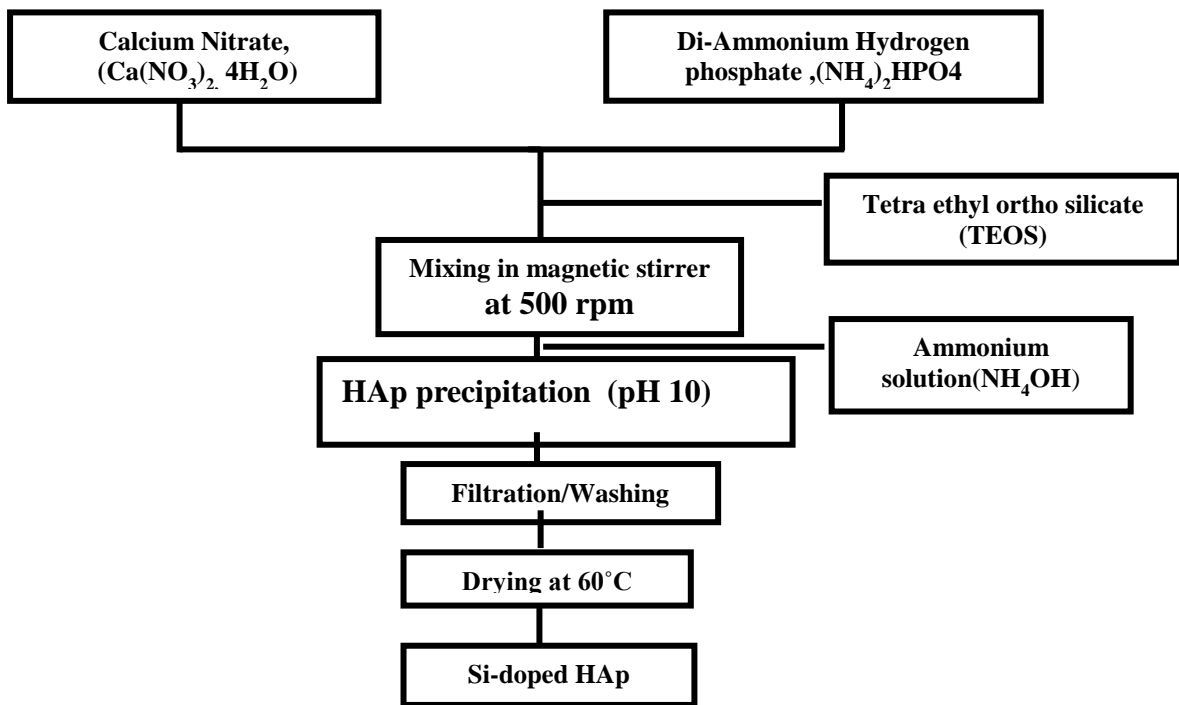 Calcium Nitrate,
(Ca(NO₃)₂, 4H₂O)
Di-Ammonium Hydrogen
phosphate ,(NH₄)₂HPO4
Tetra ethyl ortho silicate
(TEOS)
Mixing in magnetic stirrer
at 500 rpm
Ammonium
solution(NH₄OH)
HAp precipitation (pH 10)
Filtration/Washing
Drying at 60˚C
Si-doped HAp